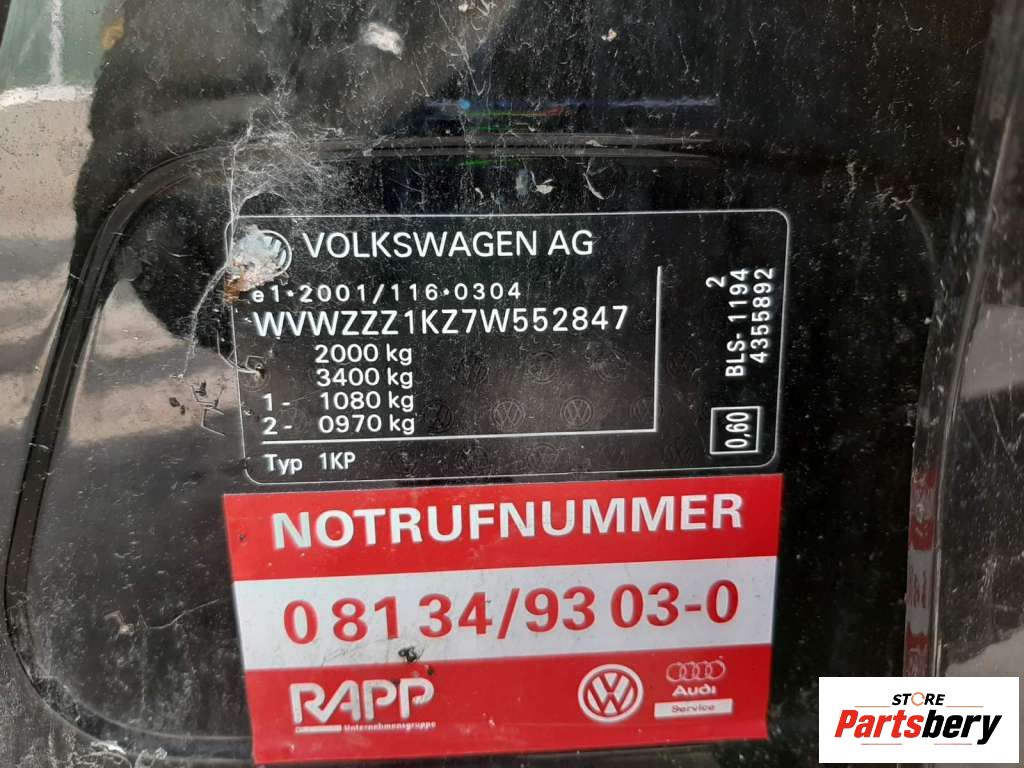 VOLKSWAGEN AG
e1*2001/116*0304
WVWZZZ1KZ7W552847
2000 kg
3400 kg
1- 1080 kg
2- 0970 kg
Typ 1KP
2
BLS-1194
4355892
0,60
NOTRUFNUMMER
0 81 34/93 03-0
RAPP
Unternehmensgruppe
Audi
Service
STORE
Partsbery